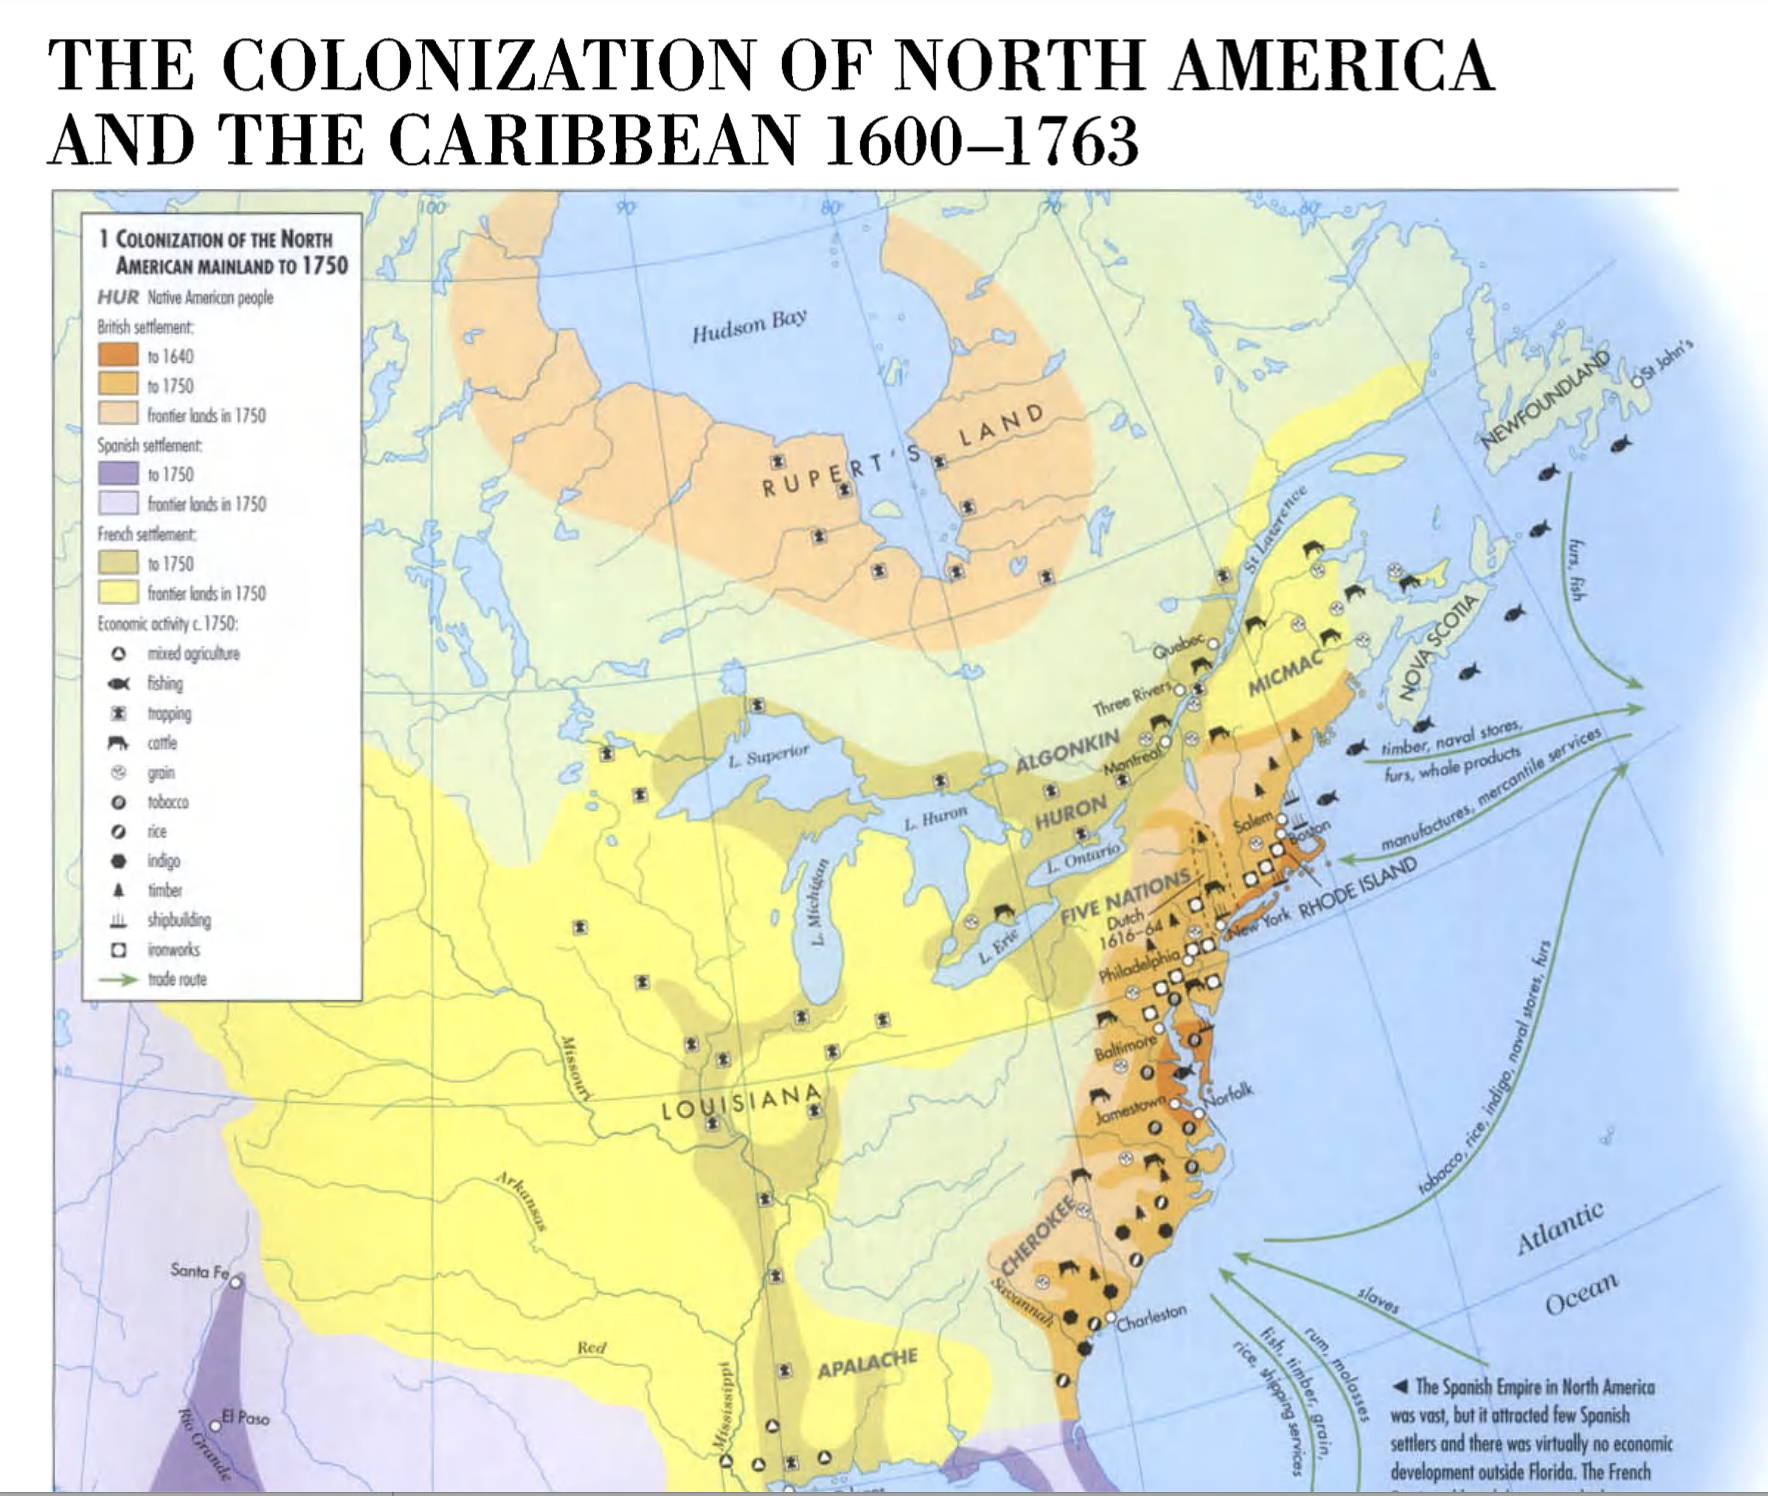 THE COLONIZATION OF NORTH AMERICA
AND THE CARIBBEAN 1600–1763
1 COLONIZATION OF THE NORTH
AMERICAN MAINLAND TO 1750
HUR Native American people
British settlement:
to 1640
to 1750
frontier lands in 1750
Spanish settlement:
to 1750
frontier lands in 1750
French settlement:
to 1750
frontier lands in 1750
Economic activity c. 1750:
mixed agriculture
fishing
trapping
cattle
grain
tobacco
rice
indigo
timber
shipbuilding
ironworks
trade route
100°
90°
80°
70°
60°
Hudson Bay
RUPERT'S LAND
NEWFOUNDLAND
St John's
St Lawrence
furs, fish
NOVA SCOTIA
Quebec
MICMAC
Three Rivers
ALGONKIN
Montreal
L. Superior
timber, naval stores,
furs, whale products
manufactures, mercantile services
L. Huron
HURON
Salem
Boston
L. Ontario
L. Michigan
FIVE NATIONS
RHODE ISLAND
Dutch
1616–64
New York
L. Erie
Philadelphia
tobacco, rice, indigo, naval stores, furs
Missouri
Baltimore
LOUISIANA
Jamestown
Norfolk
Arkansas
CHEROKEE
Atlantic
Ocean
Santa Fe
Savannah
slaves
Charleston
Red
APALACHE
Mississippi
rum, molasses
fish, timber, grain,
rice, shipping services
El Paso
Rio Grande
◄ The Spanish Empire in North America
was vast, but it attracted few Spanish
settlers and there was virtually no economic
development outside Florida. The French